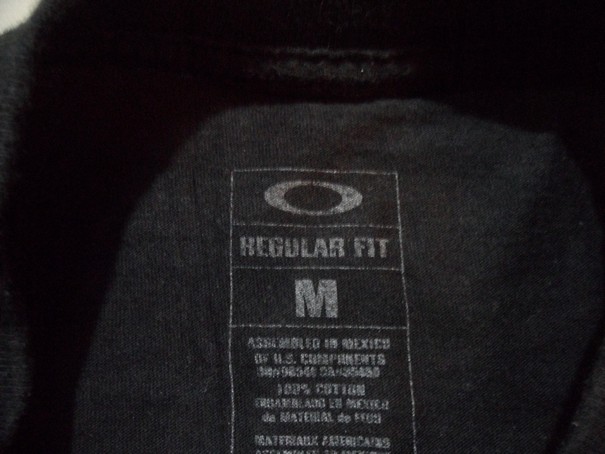 REGULAR FIT
M
ASSEMBLED IN MEXICO
OF U.S. COMPONENTS
100% COTTON
ENSAMBLADO EN MEXICO
de MATERIAL de EEUU
MATERIAUX AMERICAINS